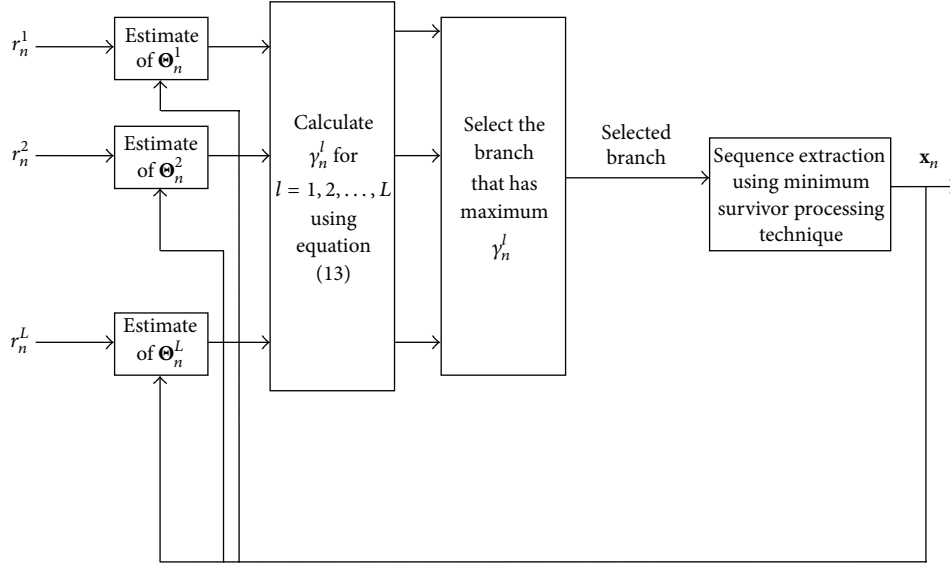 r_n^1
Estimate
of Θ_n^1
r_n^2
Estimate
of Θ_n^2
r_n^L
Estimate
of Θ_n^L
Calculate
γ_n^l for
l = 1, 2, . . . , L
using
equation
(13)
Select the
branch
that has
maximum
γ_n^l
Selected
branch
Sequence extraction
using minimum
survivor processing
technique
x_n